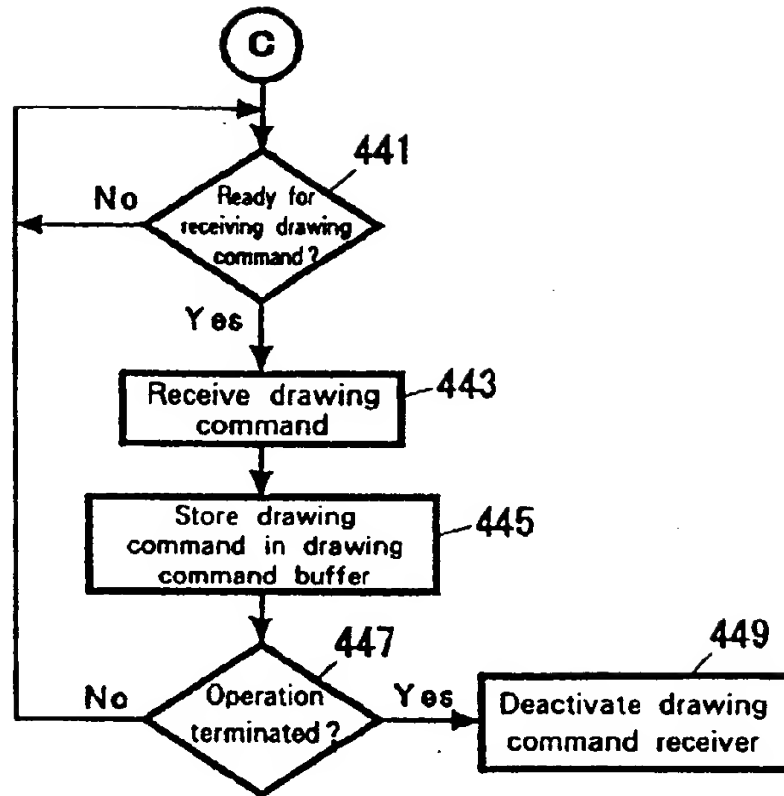 C
441
No
Ready for
receiving drawing
command?
Yes
Receive drawing
command
443
Store drawing
command in drawing
command buffer
445
447
449
No
Operation
terminated?
Yes
Deactivate drawing
command receiver